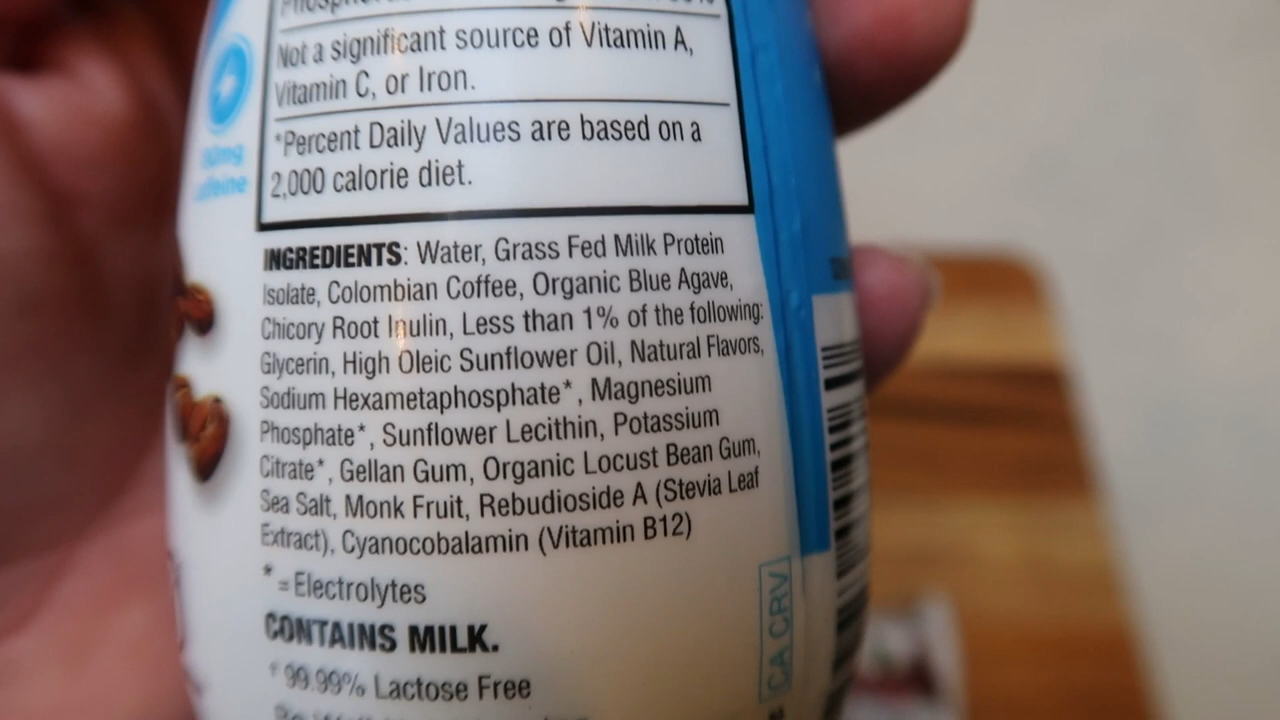 Not a significant source of Vitamin A,
Vitamin C, or Iron.
*Percent Daily Values are based on a
2,000 calorie diet.
INGREDIENTS: Water, Grass Fed Milk Protein
Isolate, Colombian Coffee, Organic Blue Agave,
Chicory Root Inulin, Less than 1% of the following:
Glycerin, High Oleic Sunflower Oil, Natural Flavors,
Sodium Hexametaphosphate*, Magnesium
Phosphate*, Sunflower Lecithin, Potassium
Citrate*, Gellan Gum, Organic Locust Bean Gum,
Sea Salt, Monk Fruit, Rebudioside A (Stevia Leaf
Extract), Cyanocobalamin (Vitamin B12)
* = Electrolytes
CONTAINS MILK.
† 99.99% Lactose Free
CA CRV